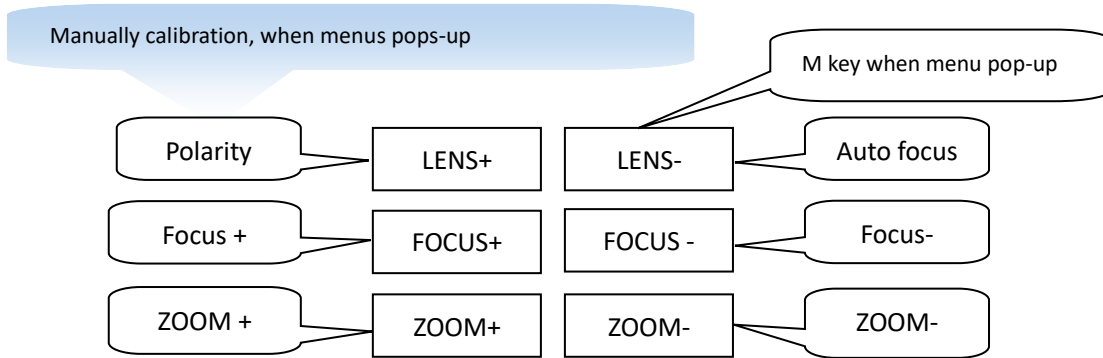 Manually calibration, when menus pops-up
M key when menu pop-up
Polarity
LENS+
LENS-
Auto focus
Focus +
FOCUS+
FOCUS -
Focus-
ZOOM +
ZOOM+
ZOOM-
ZOOM-